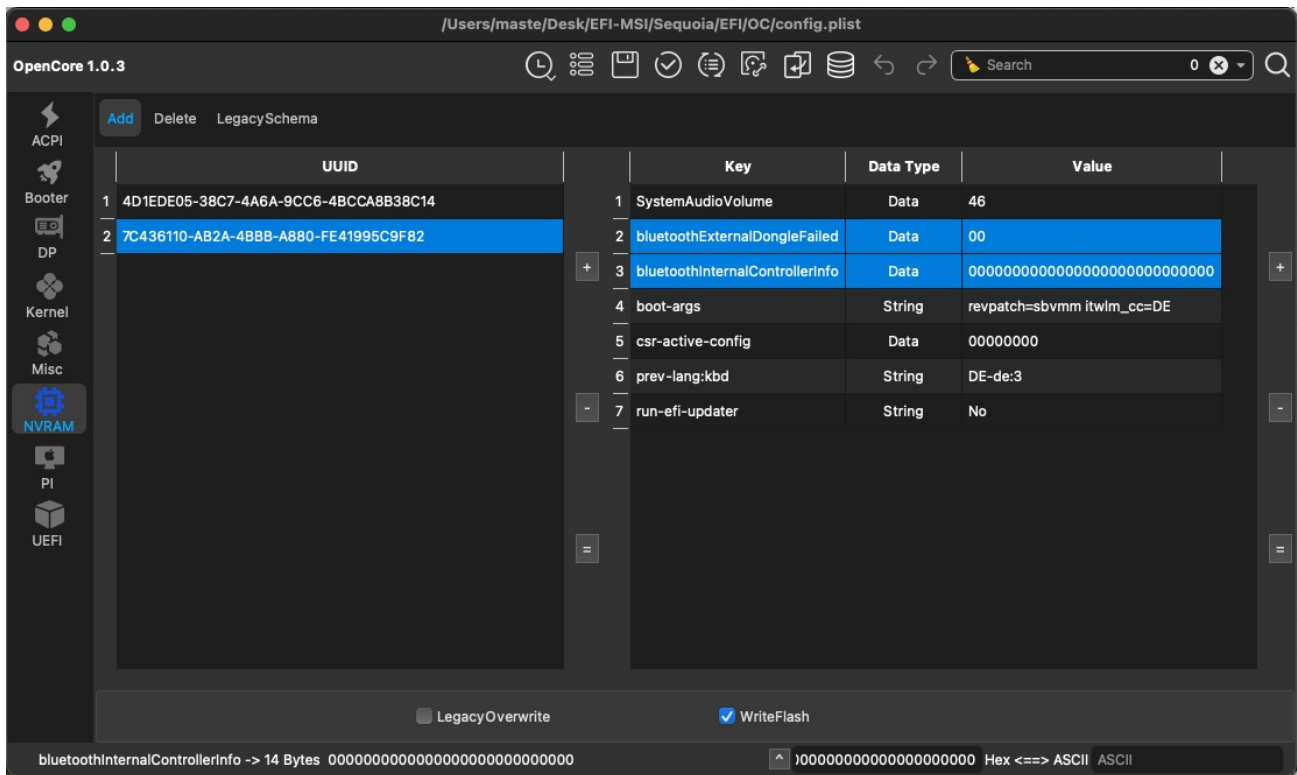 /Users/maste/Desk/EFI-MSI/Sequoia/EFI/OC/config.plist
OpenCore 1.0.3
Search 0
ACPI
Booter
DP
Kernel
Misc
NVRAM
PI
UEFI
Add Delete LegacySchema
UUID
1 4D1EDE05-38C7-4A6A-9CC6-4BCCA8B38C14
2 7C436110-AB2A-4BBB-A880-FE41995C9F82
+
-
=
Key Data Type Value
1 SystemAudioVolume Data 46
2 bluetoothExternalDongleFailed Data 00
3 bluetoothInternalControllerInfo Data 0000000000000000000000000000
4 boot-args String revpatch=sbvmm itwlm_cc=DE
5 csr-active-config Data 00000000
6 prev-lang:kbd String DE-de:3
7 run-efi-updater String No
+
-
=
LegacyOverwrite WriteFlash
bluetoothInternalControllerInfo -> 14 Bytes 0000000000000000000000000000
^ 00000000000000000000 Hex <==> ASCII ASCII